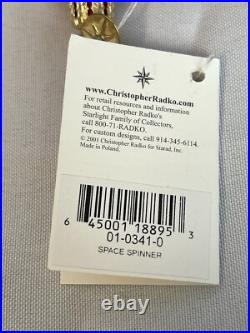 www.ChristopherRadko.com
For retail resources and information
about Christopher Radko's
Starlight Family of Collectors,
call 800-71-RADKO.
For custom designs, call 914-345-6114.
© 2001 Christopher Radko for Starad, Inc.
Made in Poland.
6 45001 18895 3
01-0341-0
SPACE SPINNER